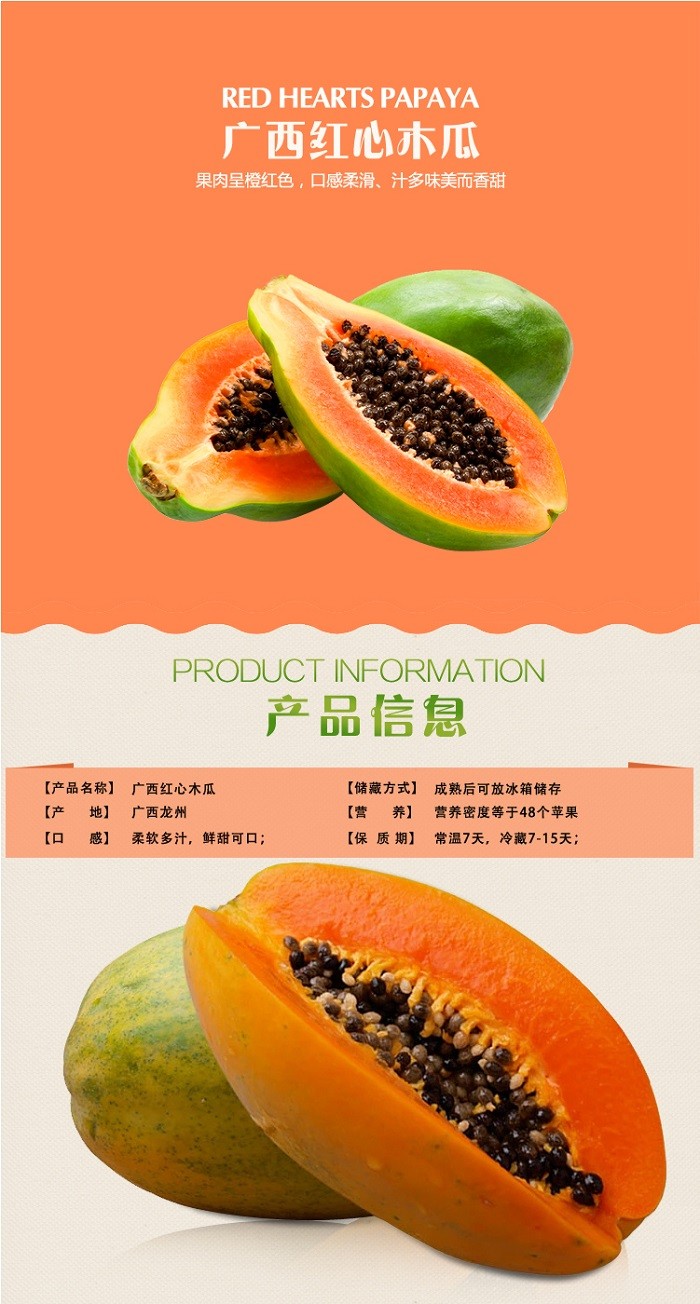 RED HEARTS PAPAYA
广西红心木瓜
果肉呈橙红色，口感柔滑、汁多味美而香甜
PRODUCT INFORMATION
产品信息
【产品名称】 广西红心木瓜
【储藏方式】 成熟后可放冰箱储存
【产 地】 广西龙州
【营 养】 营养密度等于48个苹果
【口 感】 柔软多汁，鲜甜可口；
【保 质 期】 常温7天，冷藏7-15天；